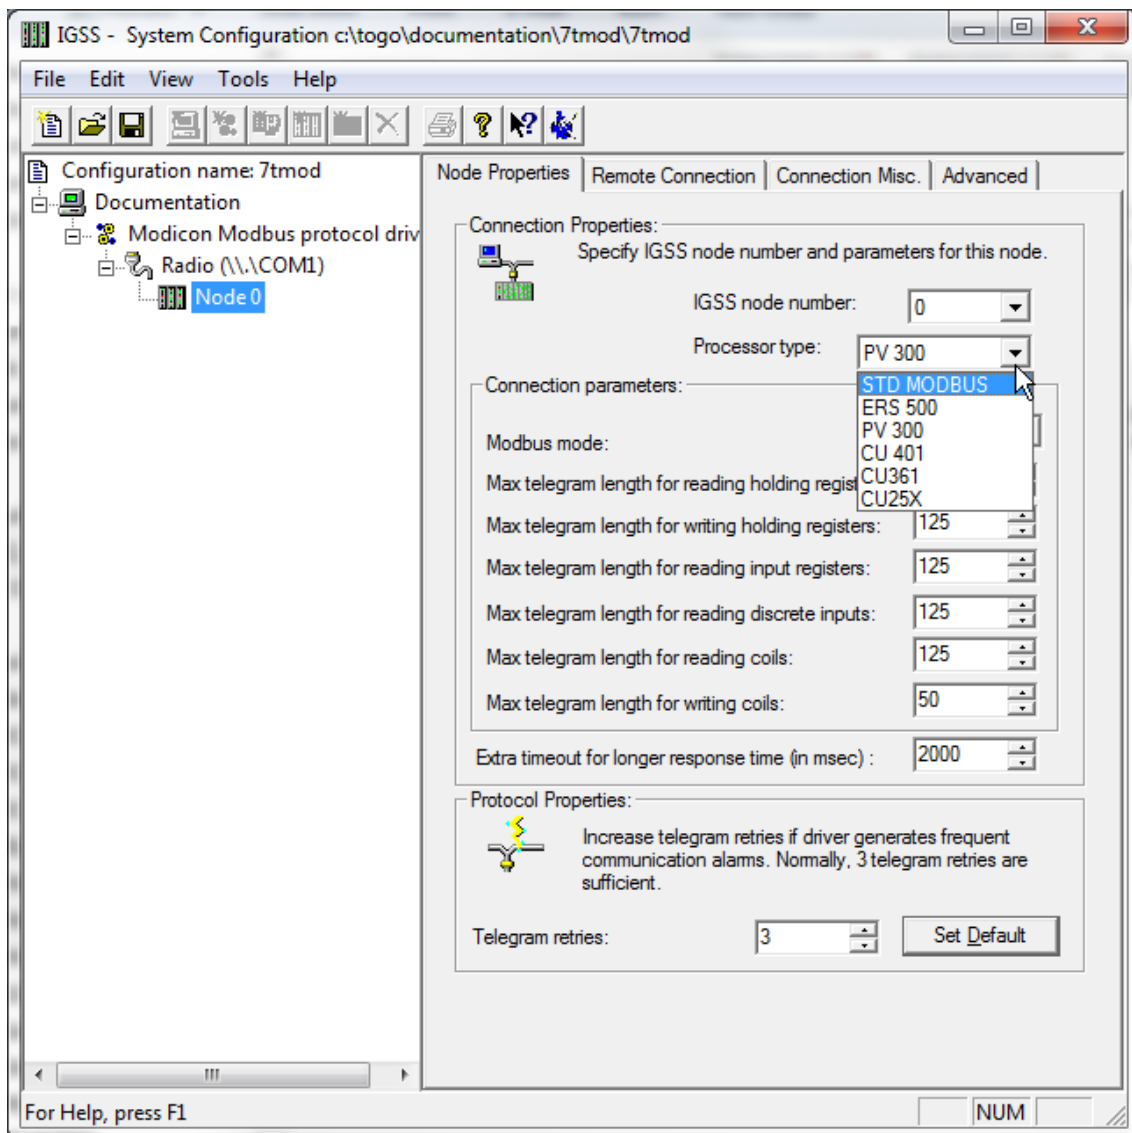 IGSS - System Configuration c:\togo\documentation\7tmod\7tmod
File Edit View Tools Help
Configuration name: 7tmod
Documentation
Modicon Modbus protocol driv
Radio (\\.\COM1)
Node 0
Node Properties Remote Connection Connection Misc. Advanced
Connection Properties:
Specify IGSS node number and parameters for this node.
IGSS node number: 0
Processor type: PV 300
STD MODBUS
ERS 500
PV 300
CU 401
CU361
CU25X
Connection parameters:
Modbus mode:
Max telegram length for reading holding regist
Max telegram length for writing holding registers: 125
Max telegram length for reading input registers: 125
Max telegram length for reading discrete inputs: 125
Max telegram length for reading coils: 125
Max telegram length for writing coils: 50
Extra timeout for longer response time (in msec) : 2000
Protocol Properties:
Increase telegram retries if driver generates frequent
communication alarms. Normally, 3 telegram retries are
sufficient.
Telegram retries: 3 Set Default
For Help, press F1 NUM